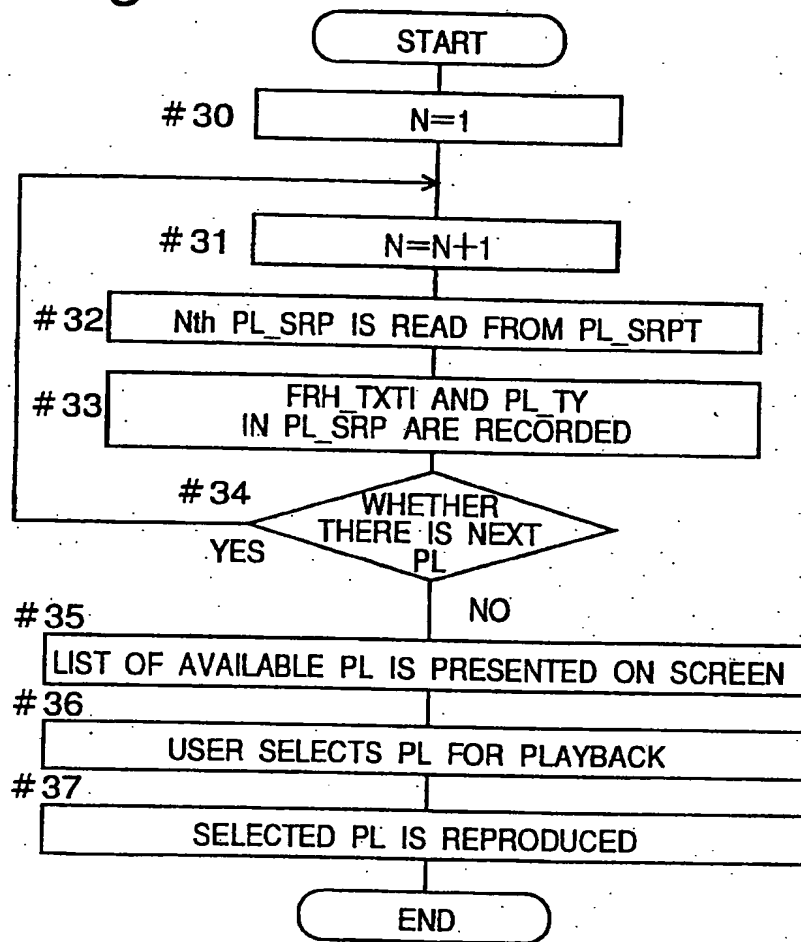 START
#30
N=1
#31
N=N+1
#32
Nth PL_SRP IS READ FROM PL_SRPT
#33
FRH_TXTI AND PL_TY
IN PL_SRP ARE RECORDED
#34
WHETHER
THERE IS NEXT
PL
YES
NO
#35
LIST OF AVAILABLE PL IS PRESENTED ON SCREEN
#36
USER SELECTS PL FOR PLAYBACK
#37
SELECTED PL IS REPRODUCED
END